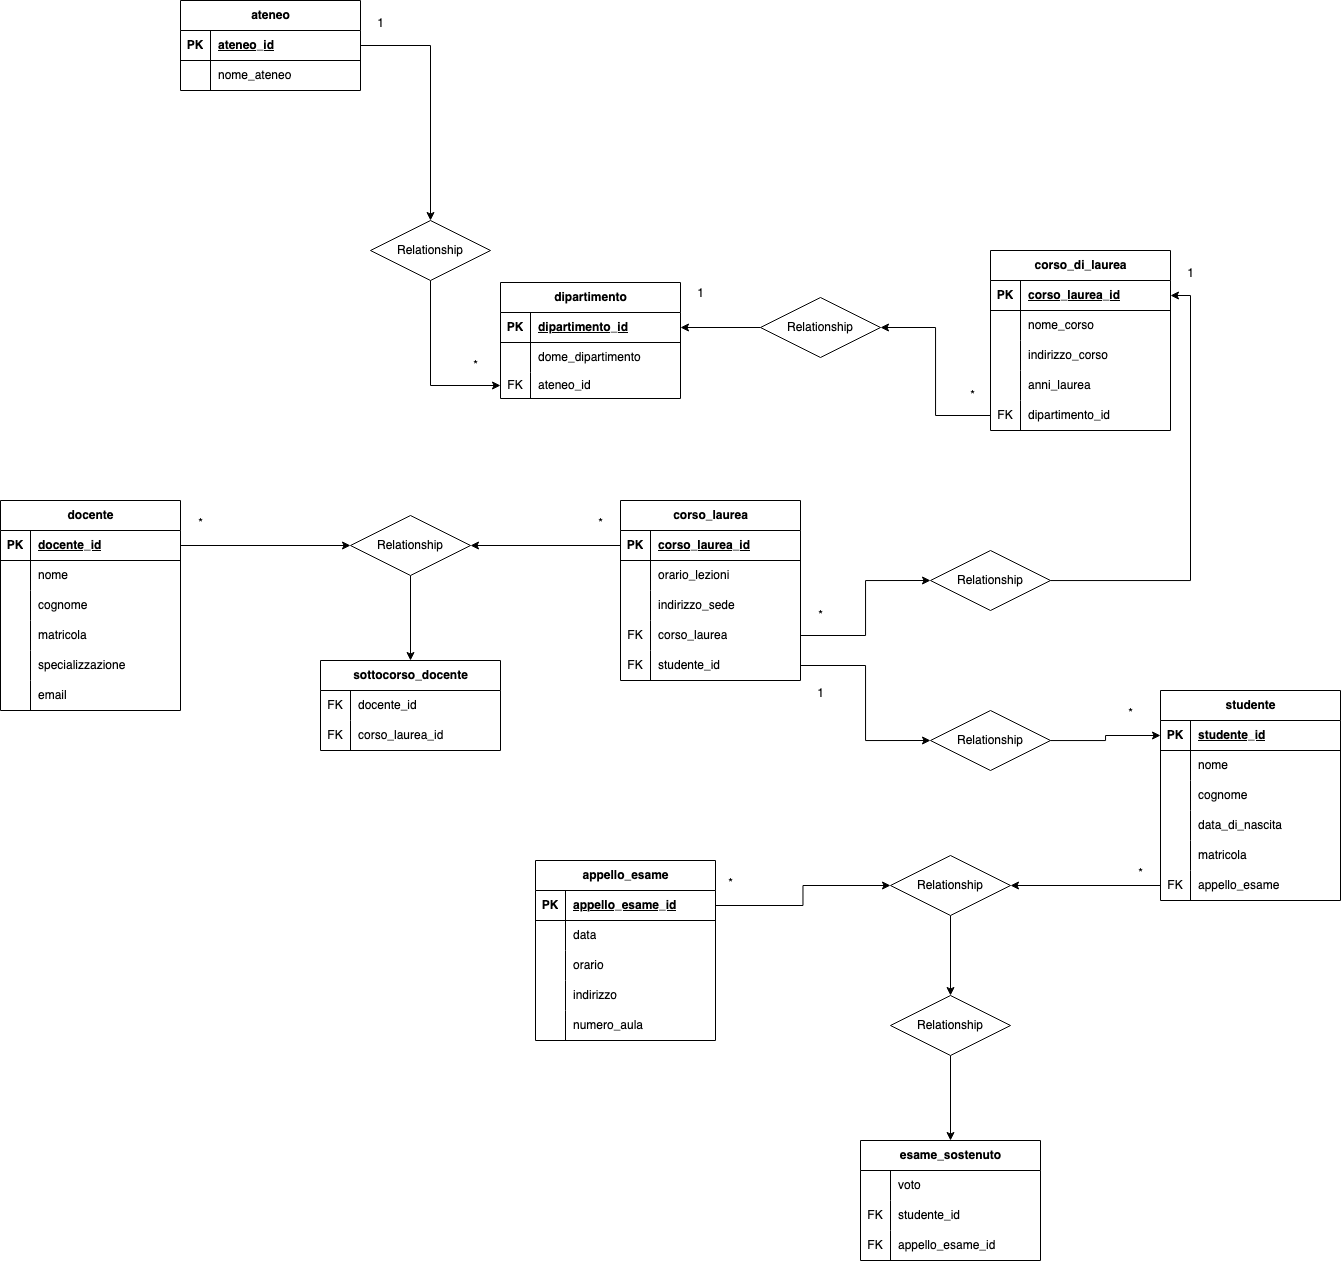 ateneo
1
PK ateneo_id
nome_ateneo
Relationship
corso_di_laurea
1
PK corso_laurea_id
nome_corso
indirizzo_corso
anni_laurea
FK dipartimento_id
*
dipartimento
1
PK dipartimento_id
dome_dipartimento
FK ateneo_id
*
Relationship
docente
*
PK docente_id
nome
cognome
matricola
specializzazione
email
Relationship
*
corso_laurea
PK corso_laurea_id
orario_lezioni
indirizzo_sede
FK corso_laurea
FK studente_id
*
1
Relationship
sottocorso_docente
FK docente_id
FK corso_laurea_id
Relationship
*
studente
PK studente_id
nome
cognome
data_di_nascita
matricola
FK appello_esame
*
appello_esame
*
PK appello_esame_id
data
orario
indirizzo
numero_aula
Relationship
Relationship
esame_sostenuto
voto
FK studente_id
FK appello_esame_id